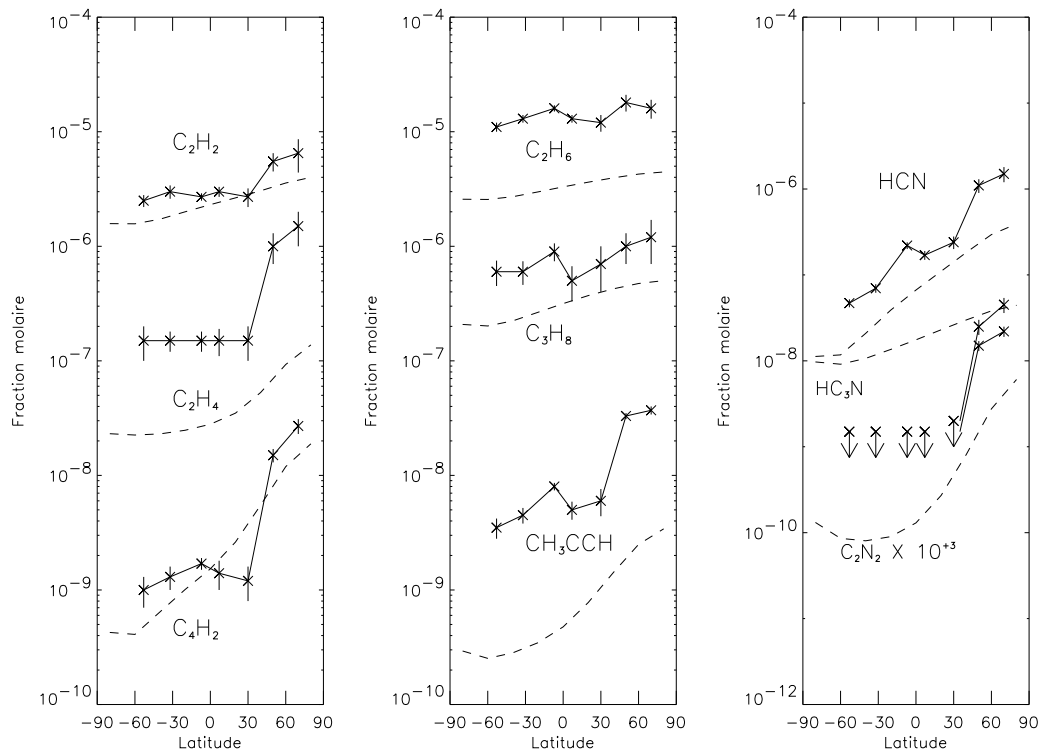 10⁻⁴
10⁻⁵
10⁻⁶
10⁻⁷
10⁻⁸
10⁻⁹
10⁻¹⁰
Fraction molaire
C₂H₂
C₂H₄
C₄H₂
−90 −60 −30 0 30 60 90
Latitude
10⁻⁴
10⁻⁵
10⁻⁶
10⁻⁷
10⁻⁸
10⁻⁹
10⁻¹⁰
Fraction molaire
C₂H₆
C₃H₈
CH₃CCH
−90 −60 −30 0 30 60 90
Latitude
10⁻⁴
10⁻⁶
10⁻⁸
10⁻¹⁰
10⁻¹²
Fraction molaire
HCN
HC₃N
C₂N₂ X 10⁺³
−90 −60 −30 0 30 60 90
Latitude